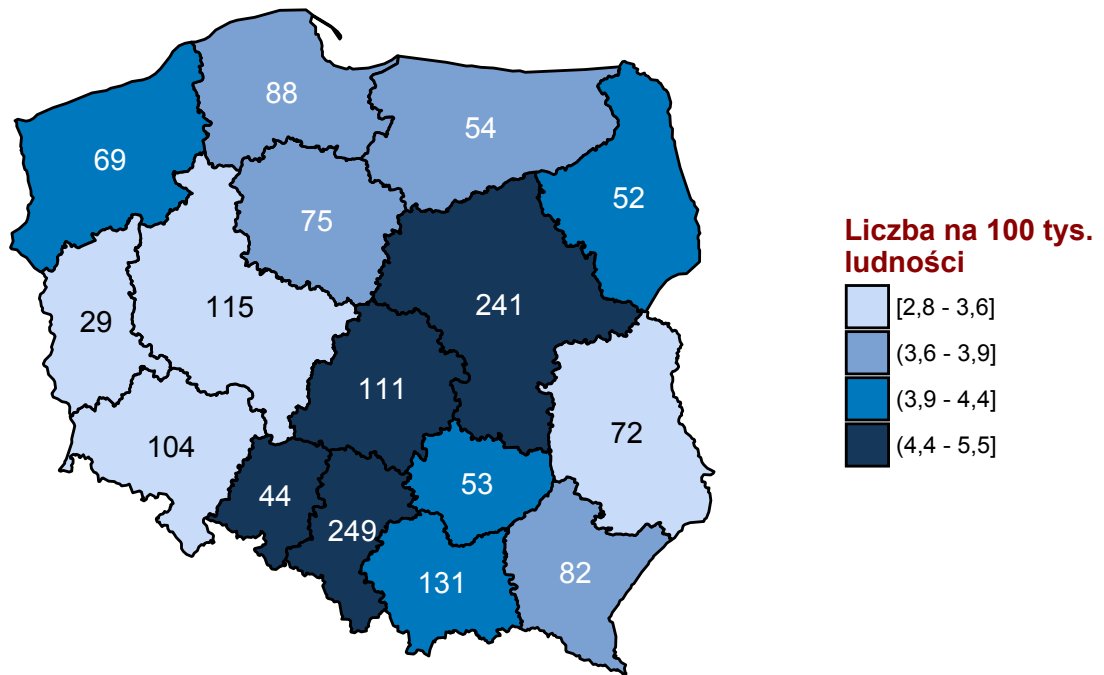 88
54
69
52
75
241
115
29
111
72
104
53
44
249
131
82
Liczba na 100 tys.
ludności
[2,8 - 3,6]
(3,6 - 3,9]
(3,9 - 4,4]
(4,4 - 5,5]